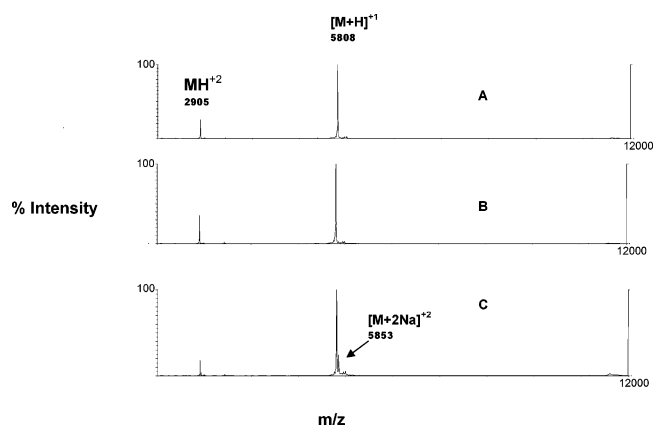 [M+H]+1
5808
100
MH+2
2905
A
12000
100
% Intensity
B
12000
100
C
[M+2Na]+2
5853
12000
m/z